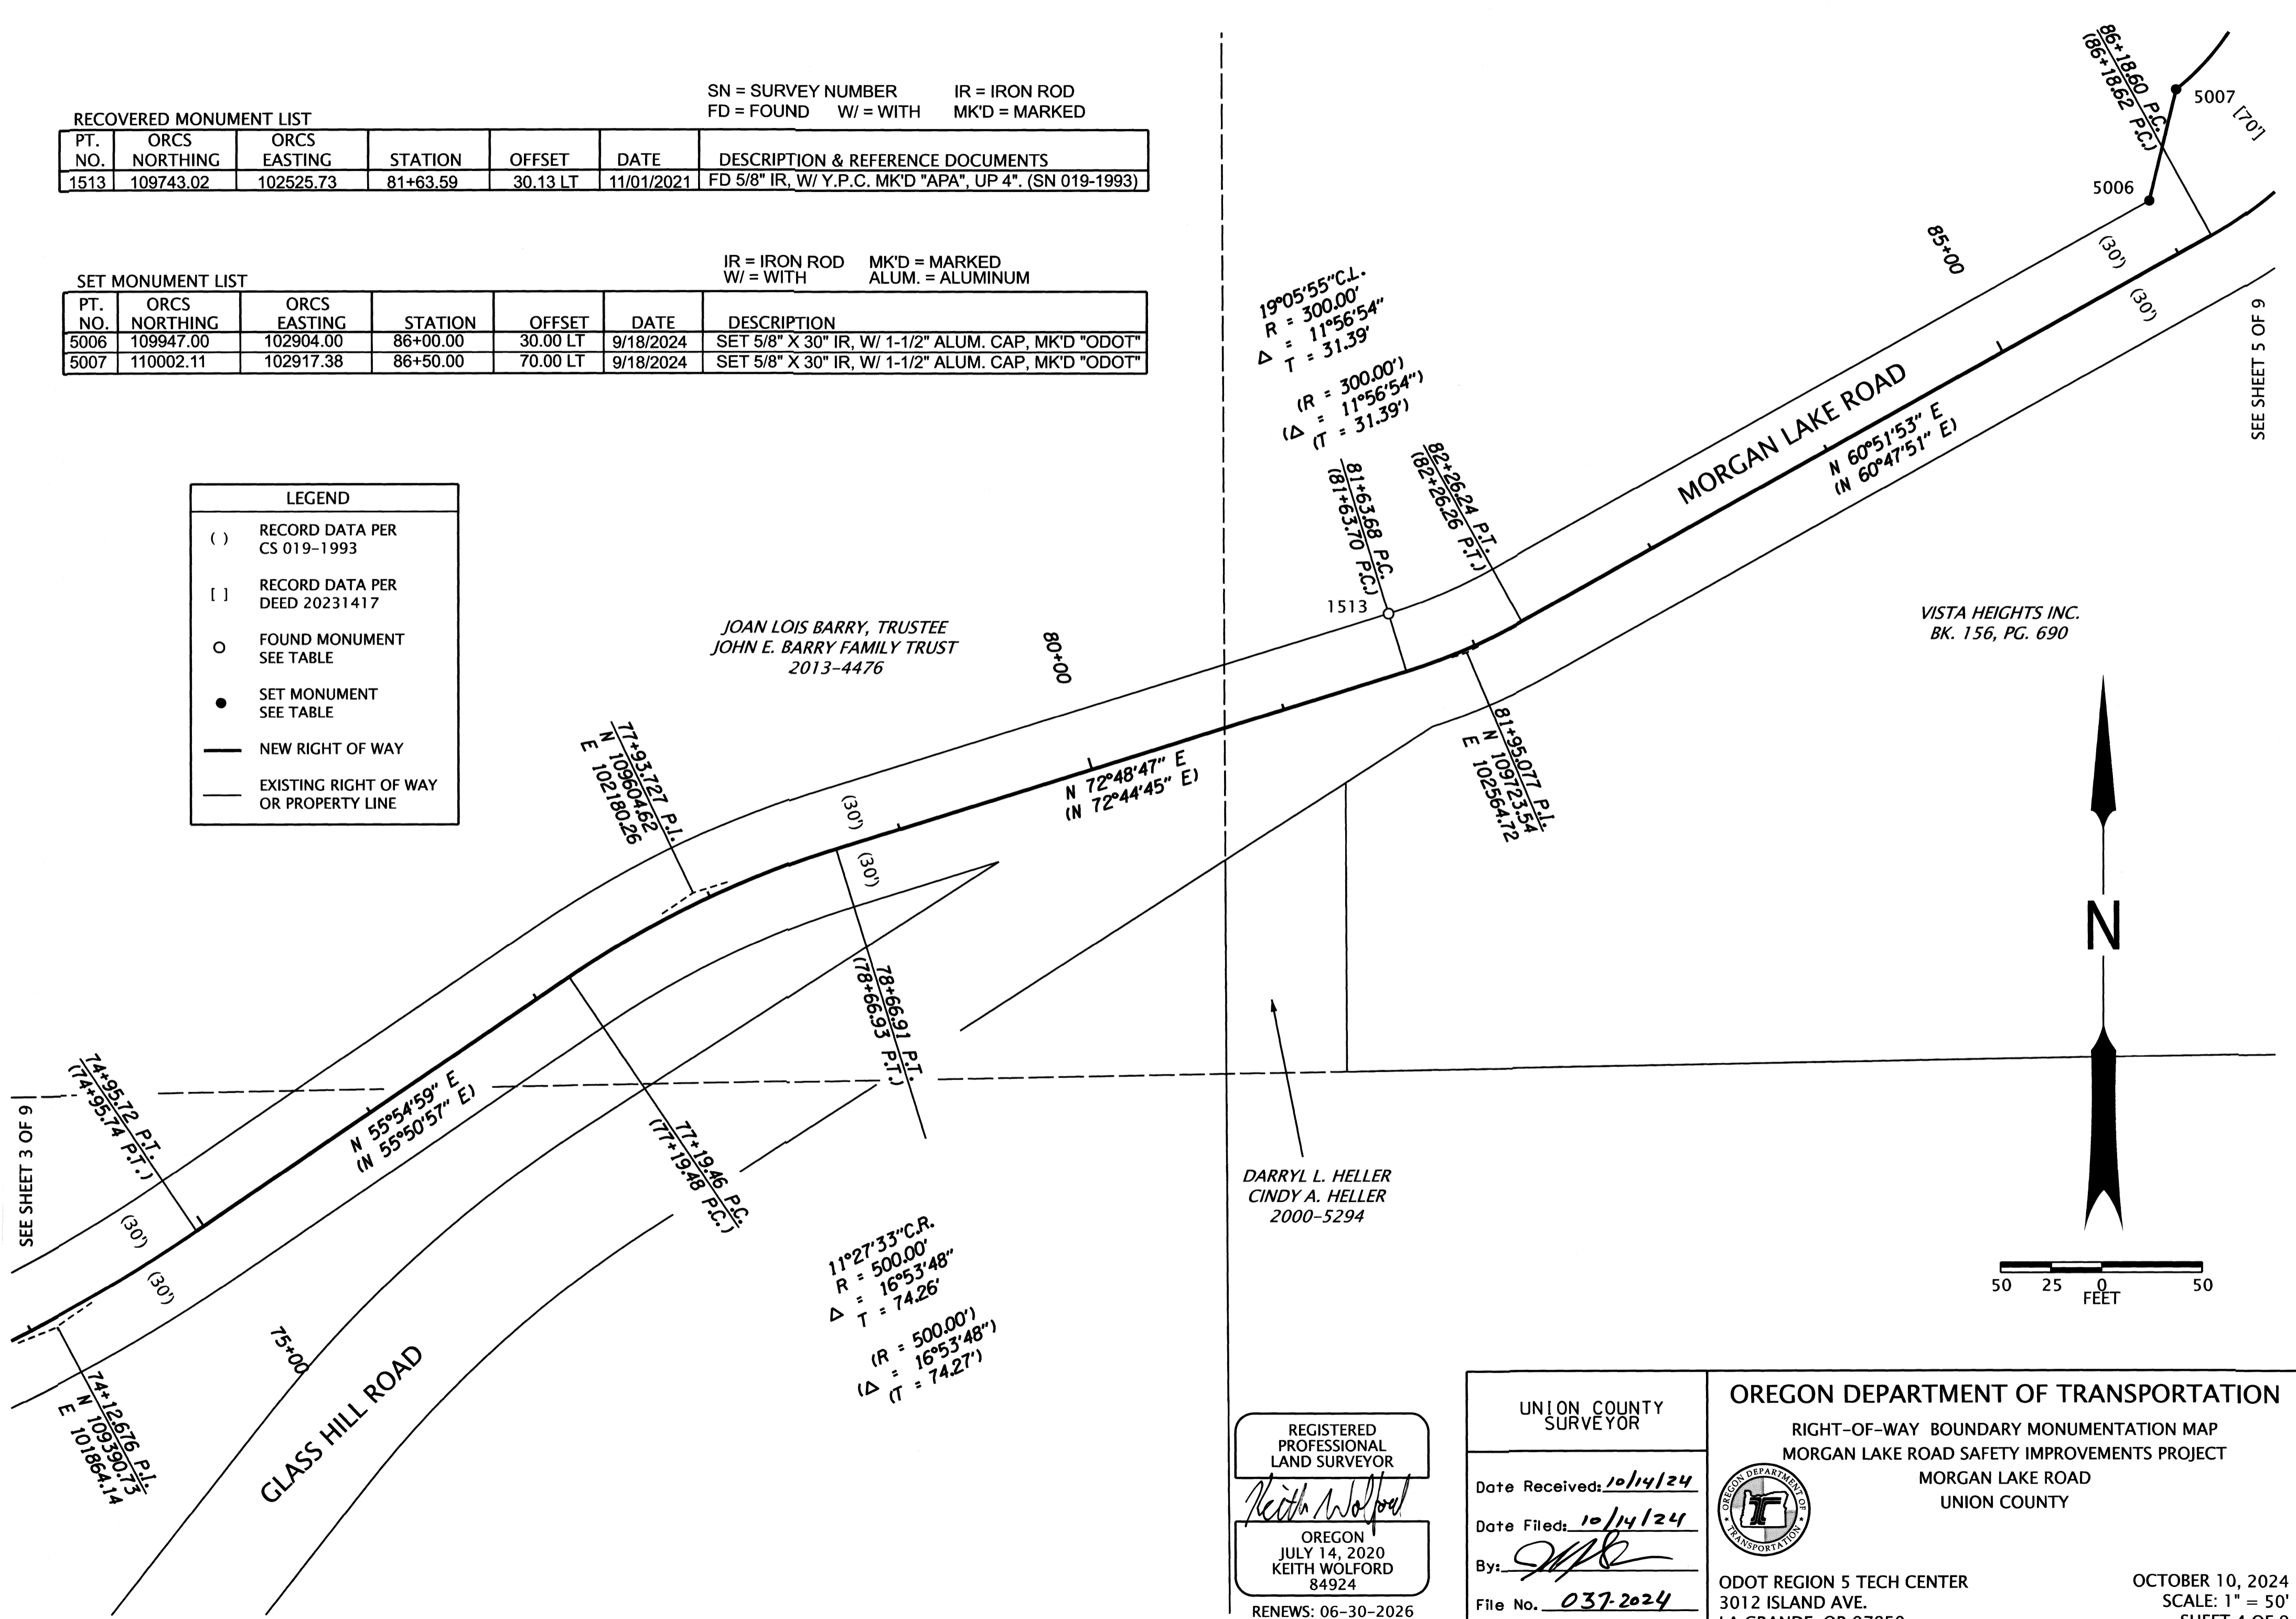 SN = SURVEY NUMBER IR = IRON ROD
FD = FOUND W/ = WITH MK'D = MARKED
RECOVERED MONUMENT LIST
PT. NO. ORCS NORTHING ORCS EASTING STATION OFFSET DATE DESCRIPTION & REFERENCE DOCUMENTS
1513 109743.02 102525.73 81+63.59 30.13 LT 11/01/2021 FD 5/8" IR, W/ Y.P.C. MK'D "APA", UP 4". (SN 019-1993)
IR = IRON ROD MK'D = MARKED
W/ = WITH ALUM. = ALUMINUM
SET MONUMENT LIST
PT. NO. ORCS NORTHING ORCS EASTING STATION OFFSET DATE DESCRIPTION
5006 109947.00 102904.00 86+00.00 30.00 LT 9/18/2024 SET 5/8" X 30" IR, W/ 1-1/2" ALUM. CAP, MK'D "ODOT"
5007 110002.11 102917.38 86+50.00 70.00 LT 9/18/2024 SET 5/8" X 30" IR, W/ 1-1/2" ALUM. CAP, MK'D "ODOT"
LEGEND
( ) RECORD DATA PER
CS 019-1993
[ ] RECORD DATA PER
DEED 20231417
FOUND MONUMENT
SEE TABLE
SET MONUMENT
SEE TABLE
NEW RIGHT OF WAY
EXISTING RIGHT OF WAY
OR PROPERTY LINE
86+18.60 P.C.
(86+18.62 P.C.)
5007
[70']
5006
(30')
(30')
85+00
SEE SHEET 5 OF 9
19°05'55"C.L.
R = 300.00'
Δ = 11°56'54"
T = 31.39'
(R = 300.00')
(Δ = 11°56'54")
(T = 31.39')
81+63.68 P.C.
(81+63.70 P.C.)
82+26.24 P.T.
(82+26.26 P.T.)
1513
MORGAN LAKE ROAD
N 60°51'53" E
(N 60°47'51" E)
VISTA HEIGHTS INC.
BK. 156, PG. 690
JOAN LOIS BARRY, TRUSTEE
JOHN E. BARRY FAMILY TRUST
2013-4476
80+00
77+93.727 P.I.
N 109604.62
E 102180.26
81+95.077 P.I.
N 109723.54
E 102564.72
N 72°48'47" E
(N 72°44'45" E)
(30')
(30')
78+66.91 P.T.
(78+66.93 P.T.)
N
74+95.72 P.T.
(74+95.74 P.T.)
N 55°54'59" E
(N 55°50'57" E)
77+19.46 P.C.
(77+19.48 P.C.)
SEE SHEET 3 OF 9
(30')
(30')
DARRYL L. HELLER
CINDY A. HELLER
2000-5294
11°27'33"C.R.
R = 500.00'
Δ = 16°53'48"
T = 74.26'
(R = 500.00')
(Δ = 16°53'48")
(T = 74.27')
75+00
74+12.676 P.I.
N 109390.73
E 101864.14
GLASS HILL ROAD
50 25 0 50
FEET
REGISTERED
PROFESSIONAL
LAND SURVEYOR
Keith Wolford
OREGON
JULY 14, 2020
KEITH WOLFORD
84924
RENEWS: 06-30-2026
UNION COUNTY
SURVEYOR
Date Received: 10/14/24
Date Filed: 10/14/24
By:
File No. 037-2024
OREGON DEPARTMENT OF TRANSPORTATION
RIGHT-OF-WAY BOUNDARY MONUMENTATION MAP
MORGAN LAKE ROAD SAFETY IMPROVEMENTS PROJECT
MORGAN LAKE ROAD
UNION COUNTY
OREGON DEPARTMENT OF TRANSPORTATION
ODOT REGION 5 TECH CENTER
3012 ISLAND AVE.
LA GRANDE, OR 97850
OCTOBER 10, 2024
SCALE: 1" = 50'
SHEET 4 OF 9